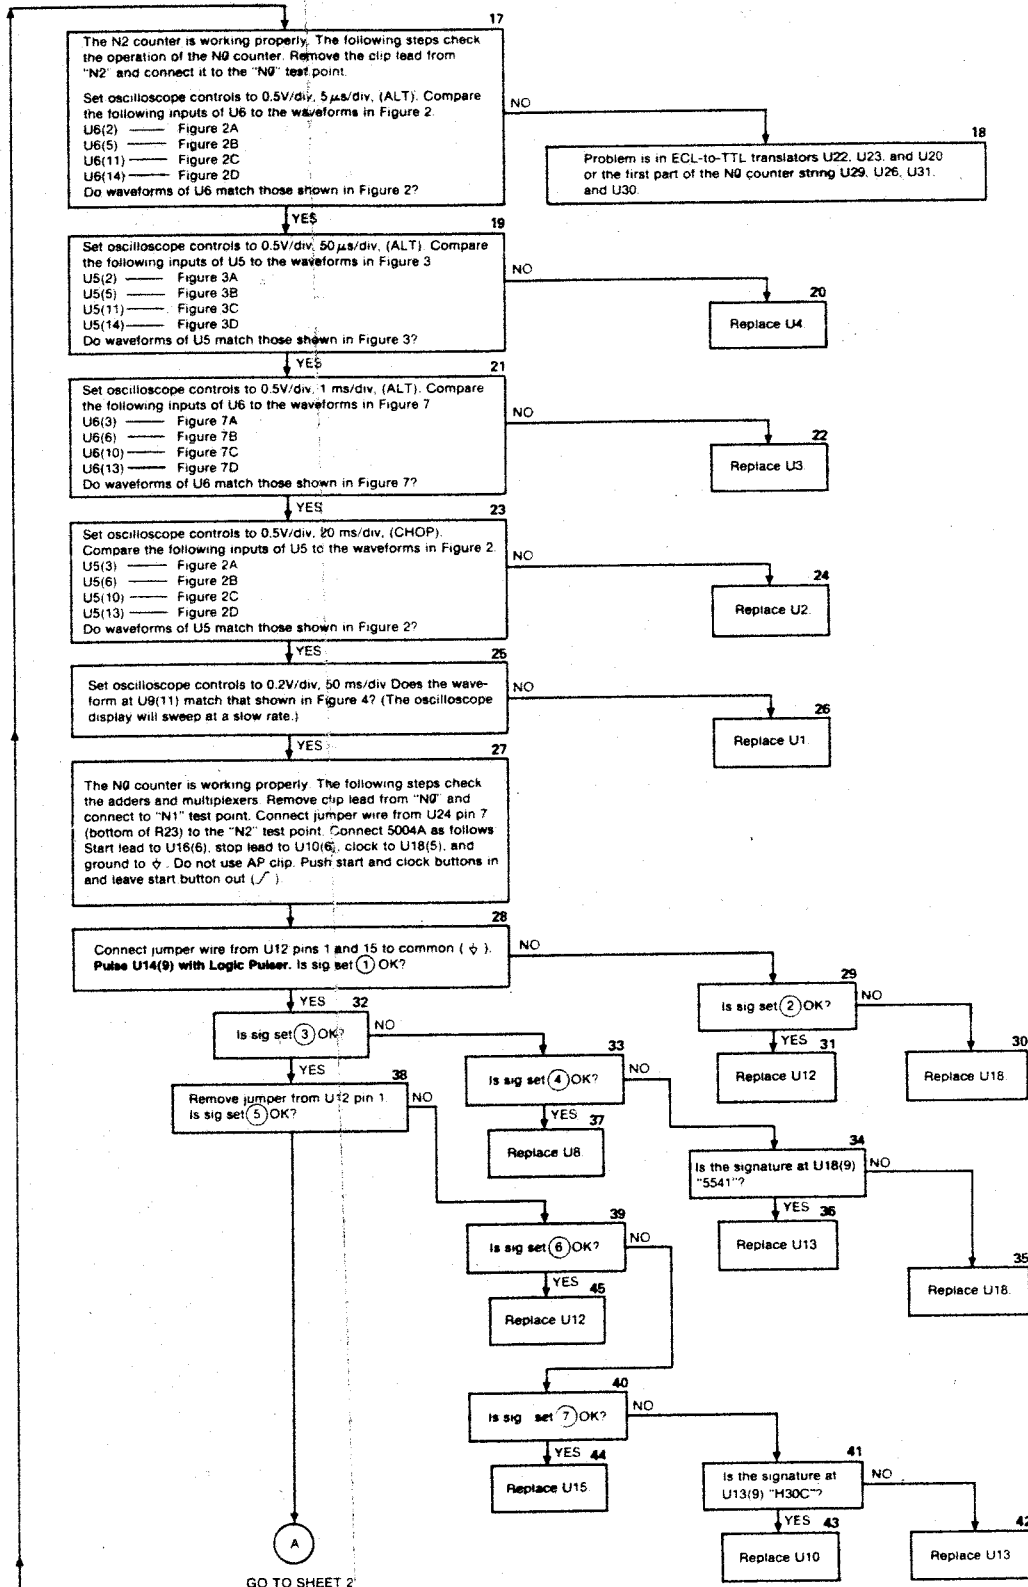 17
The N2 counter is working properly. The following steps check
the operation of the N0 counter. Remove the clip lead from
"N2" and connect it to the "N0" test point.
Set oscilloscope controls to 0.5V/div, 5 µs/div, (ALT). Compare
the following inputs of U6 to the waveforms in Figure 2.
U6(2) —— Figure 2A
U6(5) —— Figure 2B
U6(11) —— Figure 2C
U6(14) —— Figure 2D
Do waveforms of U6 match those shown in Figure 2?
NO
18
Problem is in ECL-to-TTL translators U22, U23, and U20
or the first part of the N0 counter string U29, U26, U31,
and U30.
YES
19
Set oscilloscope controls to 0.5V/div, 50 µs/div, (ALT). Compare
the following inputs of U5 to the waveforms in Figure 3
U5(2) —— Figure 3A
U5(5) —— Figure 3B
U5(11) —— Figure 3C
U5(14) —— Figure 3D
Do waveforms of U5 match those shown in Figure 3?
NO
20
Replace U4.
YES
21
Set oscilloscope controls to 0.5V/div, 1 ms/div, (ALT). Compare
the following inputs of U6 to the waveforms in Figure 7
U6(3) —— Figure 7A
U6(6) —— Figure 7B
U6(10) —— Figure 7C
U6(13) —— Figure 7D
Do waveforms of U6 match those shown in Figure 7?
NO
22
Replace U3.
YES
23
Set oscilloscope controls to 0.5V/div, 20 ms/div, (CHOP).
Compare the following inputs of U5 to the waveforms in Figure 2.
U5(3) —— Figure 2A
U5(6) —— Figure 2B
U5(10) —— Figure 2C
U5(13) —— Figure 2D
Do waveforms of U5 match those shown in Figure 2?
NO
24
Replace U2.
YES
25
Set oscilloscope controls to 0.2V/div, 50 ms/div Does the wave-
form at U9(11) match that shown in Figure 4? (The oscilloscope
display will sweep at a slow rate.)
NO
26
Replace U1.
YES
27
The N0 counter is working properly. The following steps check
the adders and multiplexers. Remove clip lead from "N0" and
connect to "N1" test point. Connect jumper wire from U24 pin 7
(bottom of R23) to the "N2" test point. Connect 5004A as follows
Start lead to U16(6), stop lead to U10(6), clock to U18(5), and
ground to ⏚. Do not use AP clip. Push start and clock buttons in
and leave start button out (⎰).
28
Connect jumper wire from U12 pins 1 and 15 to common (⏚).
Pulse U14(9) with Logic Pulser. Is sig set ① OK?
NO
29
Is sig set ② OK?
NO
30
Replace U18.
YES
31
Replace U12
YES
32
Is sig set ③ OK?
NO
33
Is sig set ④ OK?
NO
34
Is the signature at U18(9)
"5541"?
NO
35
Replace U18.
YES
36
Replace U13
YES
37
Replace U8.
YES
38
Remove jumper from U12 pin 1.
Is sig set ⑤ OK?
NO
39
Is sig set ⑥ OK?
NO
YES
45
Replace U12
40
Is sig set ⑦ OK?
NO
YES
44
Replace U15.
41
Is the signature at
U13(9) "H30C"?
NO
42
Replace U13
YES
43
Replace U10
A
GO TO SHEET 2